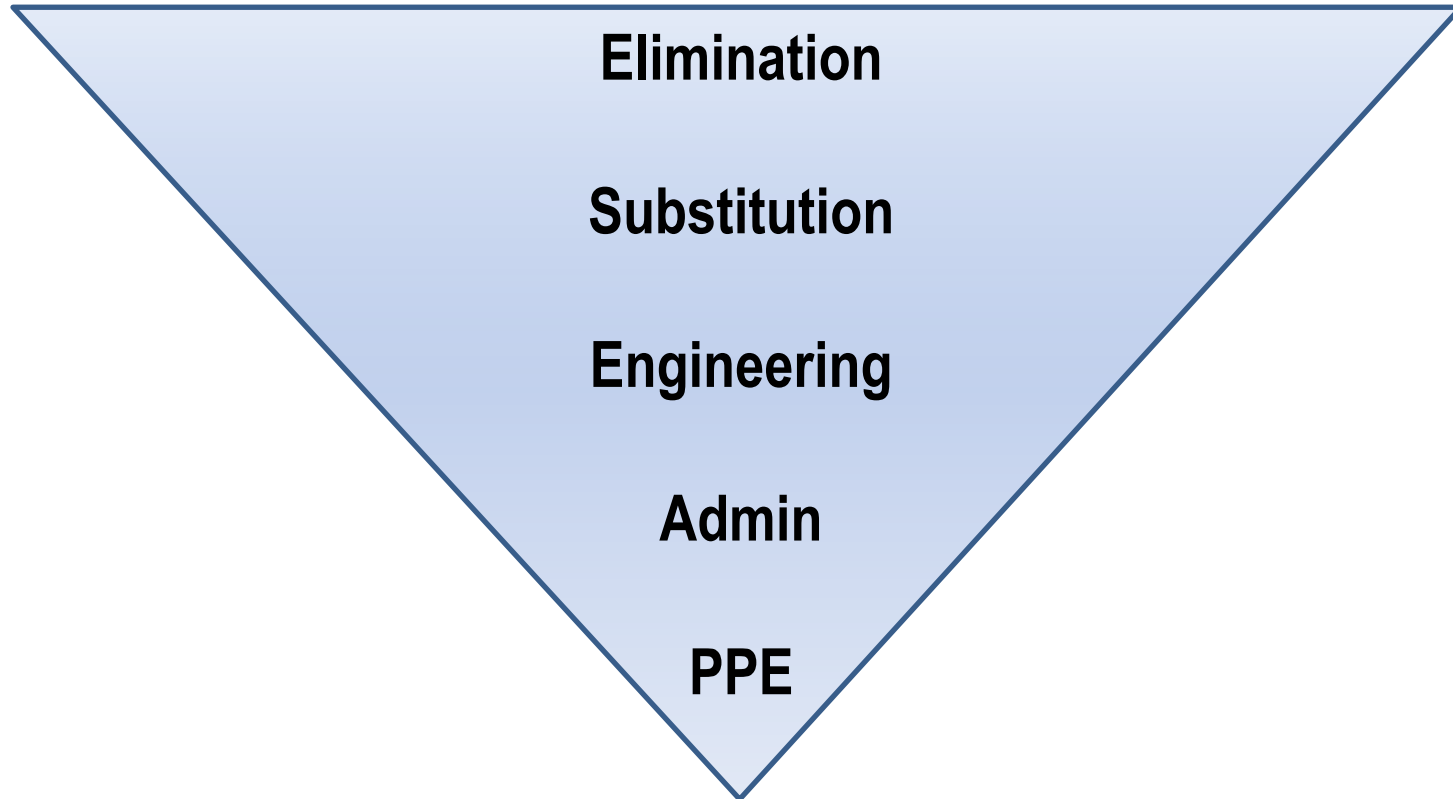 Elimination
Substitution
Engineering
Admin
PPE